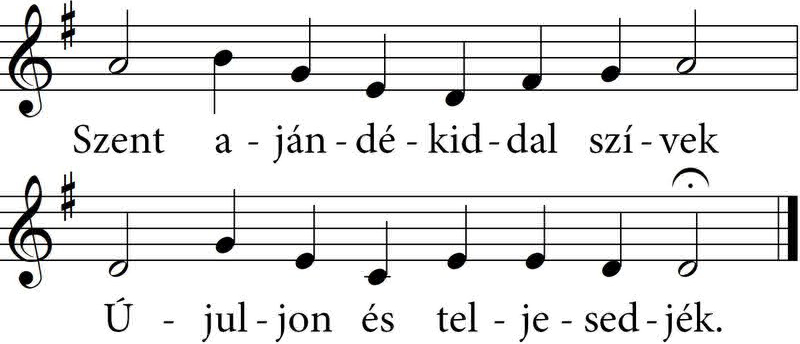 Szent a - ján - dé - kid - dal szí - vek
Ú - jul - jon és tel - je - sed - jék.